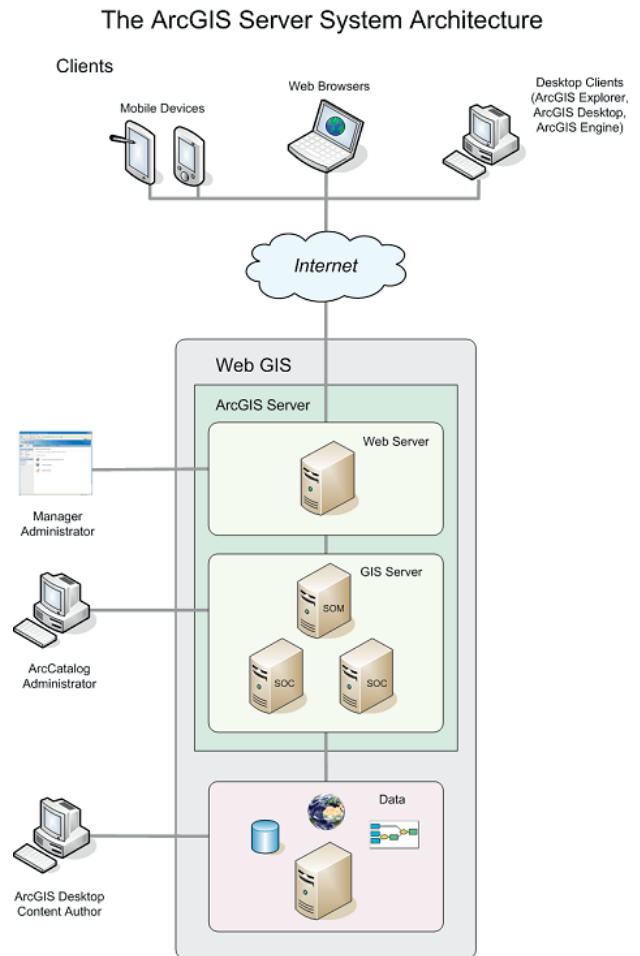 The ArcGIS Server System Architecture
Clients
Mobile Devices
Web Browsers
Desktop Clients
(ArcGIS Explorer,
ArcGIS Desktop,
ArcGIS Engine)
Internet
Web GIS
ArcGIS Server
Web Server
Manager
Administrator
GIS Server
SOM
SOC
SOC
ArcCatalog
Administrator
Data
ArcGIS Desktop
Content Author